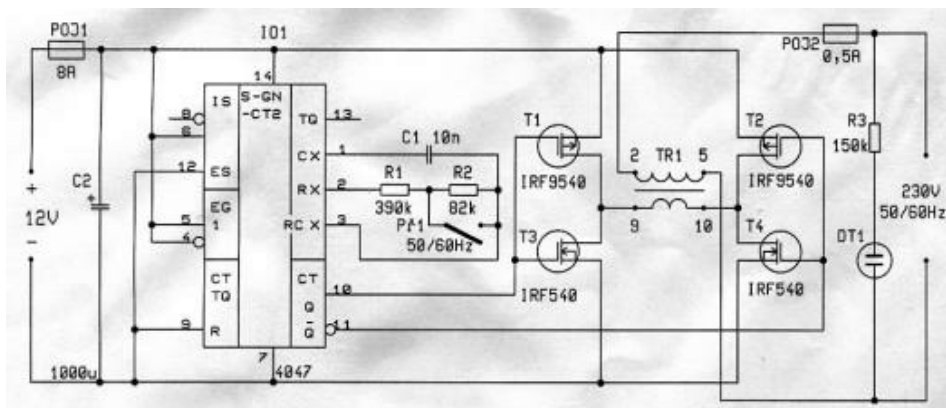 POJ1
8A
IO1
14
S-GN
-CT2
IS
8
6
TQ
13
C1 10n
CX
1
12
ES
RX
2
R1
390k
R2
82k
EG
1
5
4
RC X
3
Př1
50/60Hz
CT
TQ
CT
Q
10
Q
11
R
9
7
4047
+
12V
-
C2
+
1000u
T1
IRF9540
T3
IRF540
2
TR1
5
9
10
T2
IRF9540
T4
IRF540
POJ2
0,5A
R3
150k
DT1
230V
50/60Hz